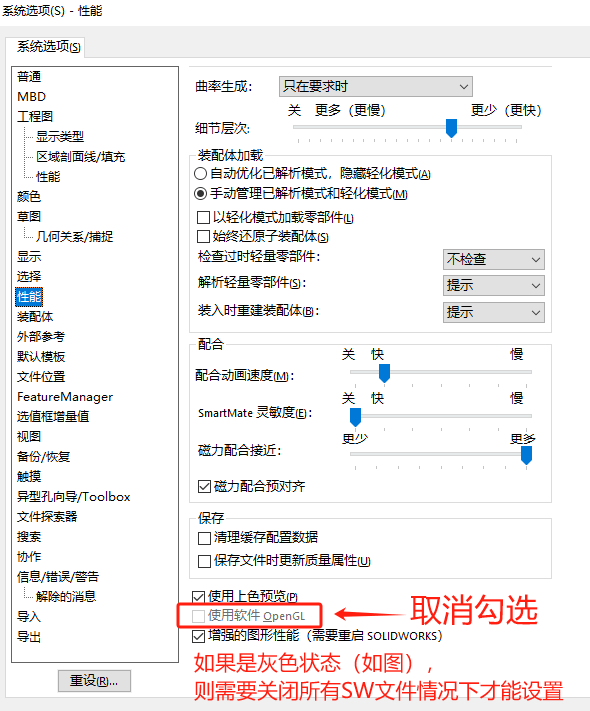 系统选项(S) - 性能
系统选项(S)
普通
MBD
工程图
显示类型
区域剖面线/填充
性能
颜色
草图
几何关系/捕捉
显示
选择
性能
装配体
外部参考
默认模板
文件位置
FeatureManager
选值框增量值
视图
备份/恢复
触摸
异型孔向导/Toolbox
文件探索器
搜索
协作
信息/错误/警告
解除的消息
导入
导出
重设(R)...
曲率生成: 只在要求时
关 更多 (更慢) 更少 (更快)
细节层次:
装配体加载
自动优化已解析模式，隐藏轻化模式(A)
手动管理已解析模式和轻化模式(M)
以轻化模式加载零部件(L)
始终还原子装配体(S)
检查过时轻量零部件: 不检查
解析轻量零部件(S): 提示
装入时重建装配体(B): 提示
配合
关 快 慢
配合动画速度(M):
关 快 慢
SmartMate 灵敏度(E):
更少 更多
磁力配合接近:
磁力配合预对齐
保存
清理缓存配置数据
保存文件时更新质量属性(U)
使用上色预览(P)
使用软件 OpenGL
取消勾选
增强的图形性能 (需要重启 SOLIDWORKS)
如果是灰色状态（如图），
则需要关闭所有SW文件情况下才能设置